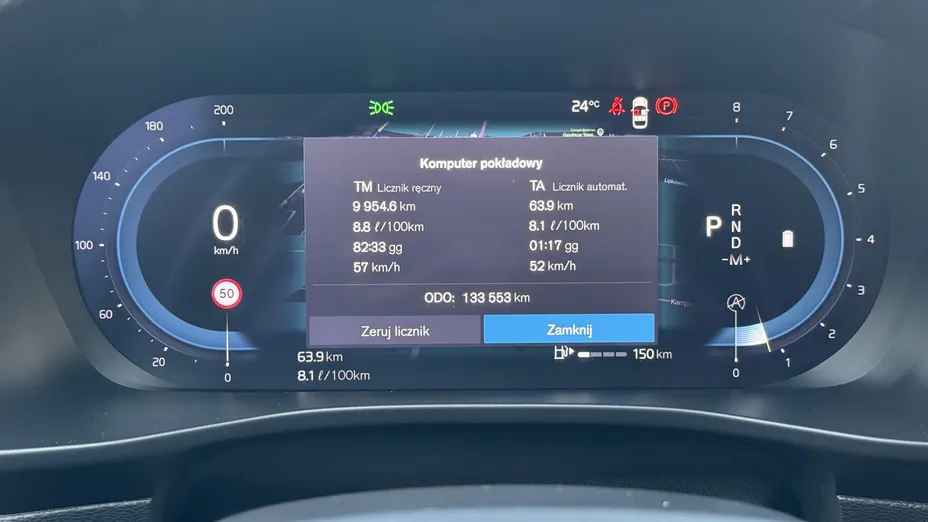 24°C
P
200
180
140
100
60
20
0
0
km/h
50
Komputer pokładowy
TM Licznik ręczny
9 954.6 km
8.8 ℓ/100km
82:33 gg
57 km/h
TA Licznik automat.
63.9 km
8.1 ℓ/100km
01:17 gg
52 km/h
ODO: 133 553 km
Zeruj licznik
Zamknij
P
R
N
D
-M+
A
8
7
6
5
4
3
2
1
0
63.9 km
8.1 ℓ/100km
150 km